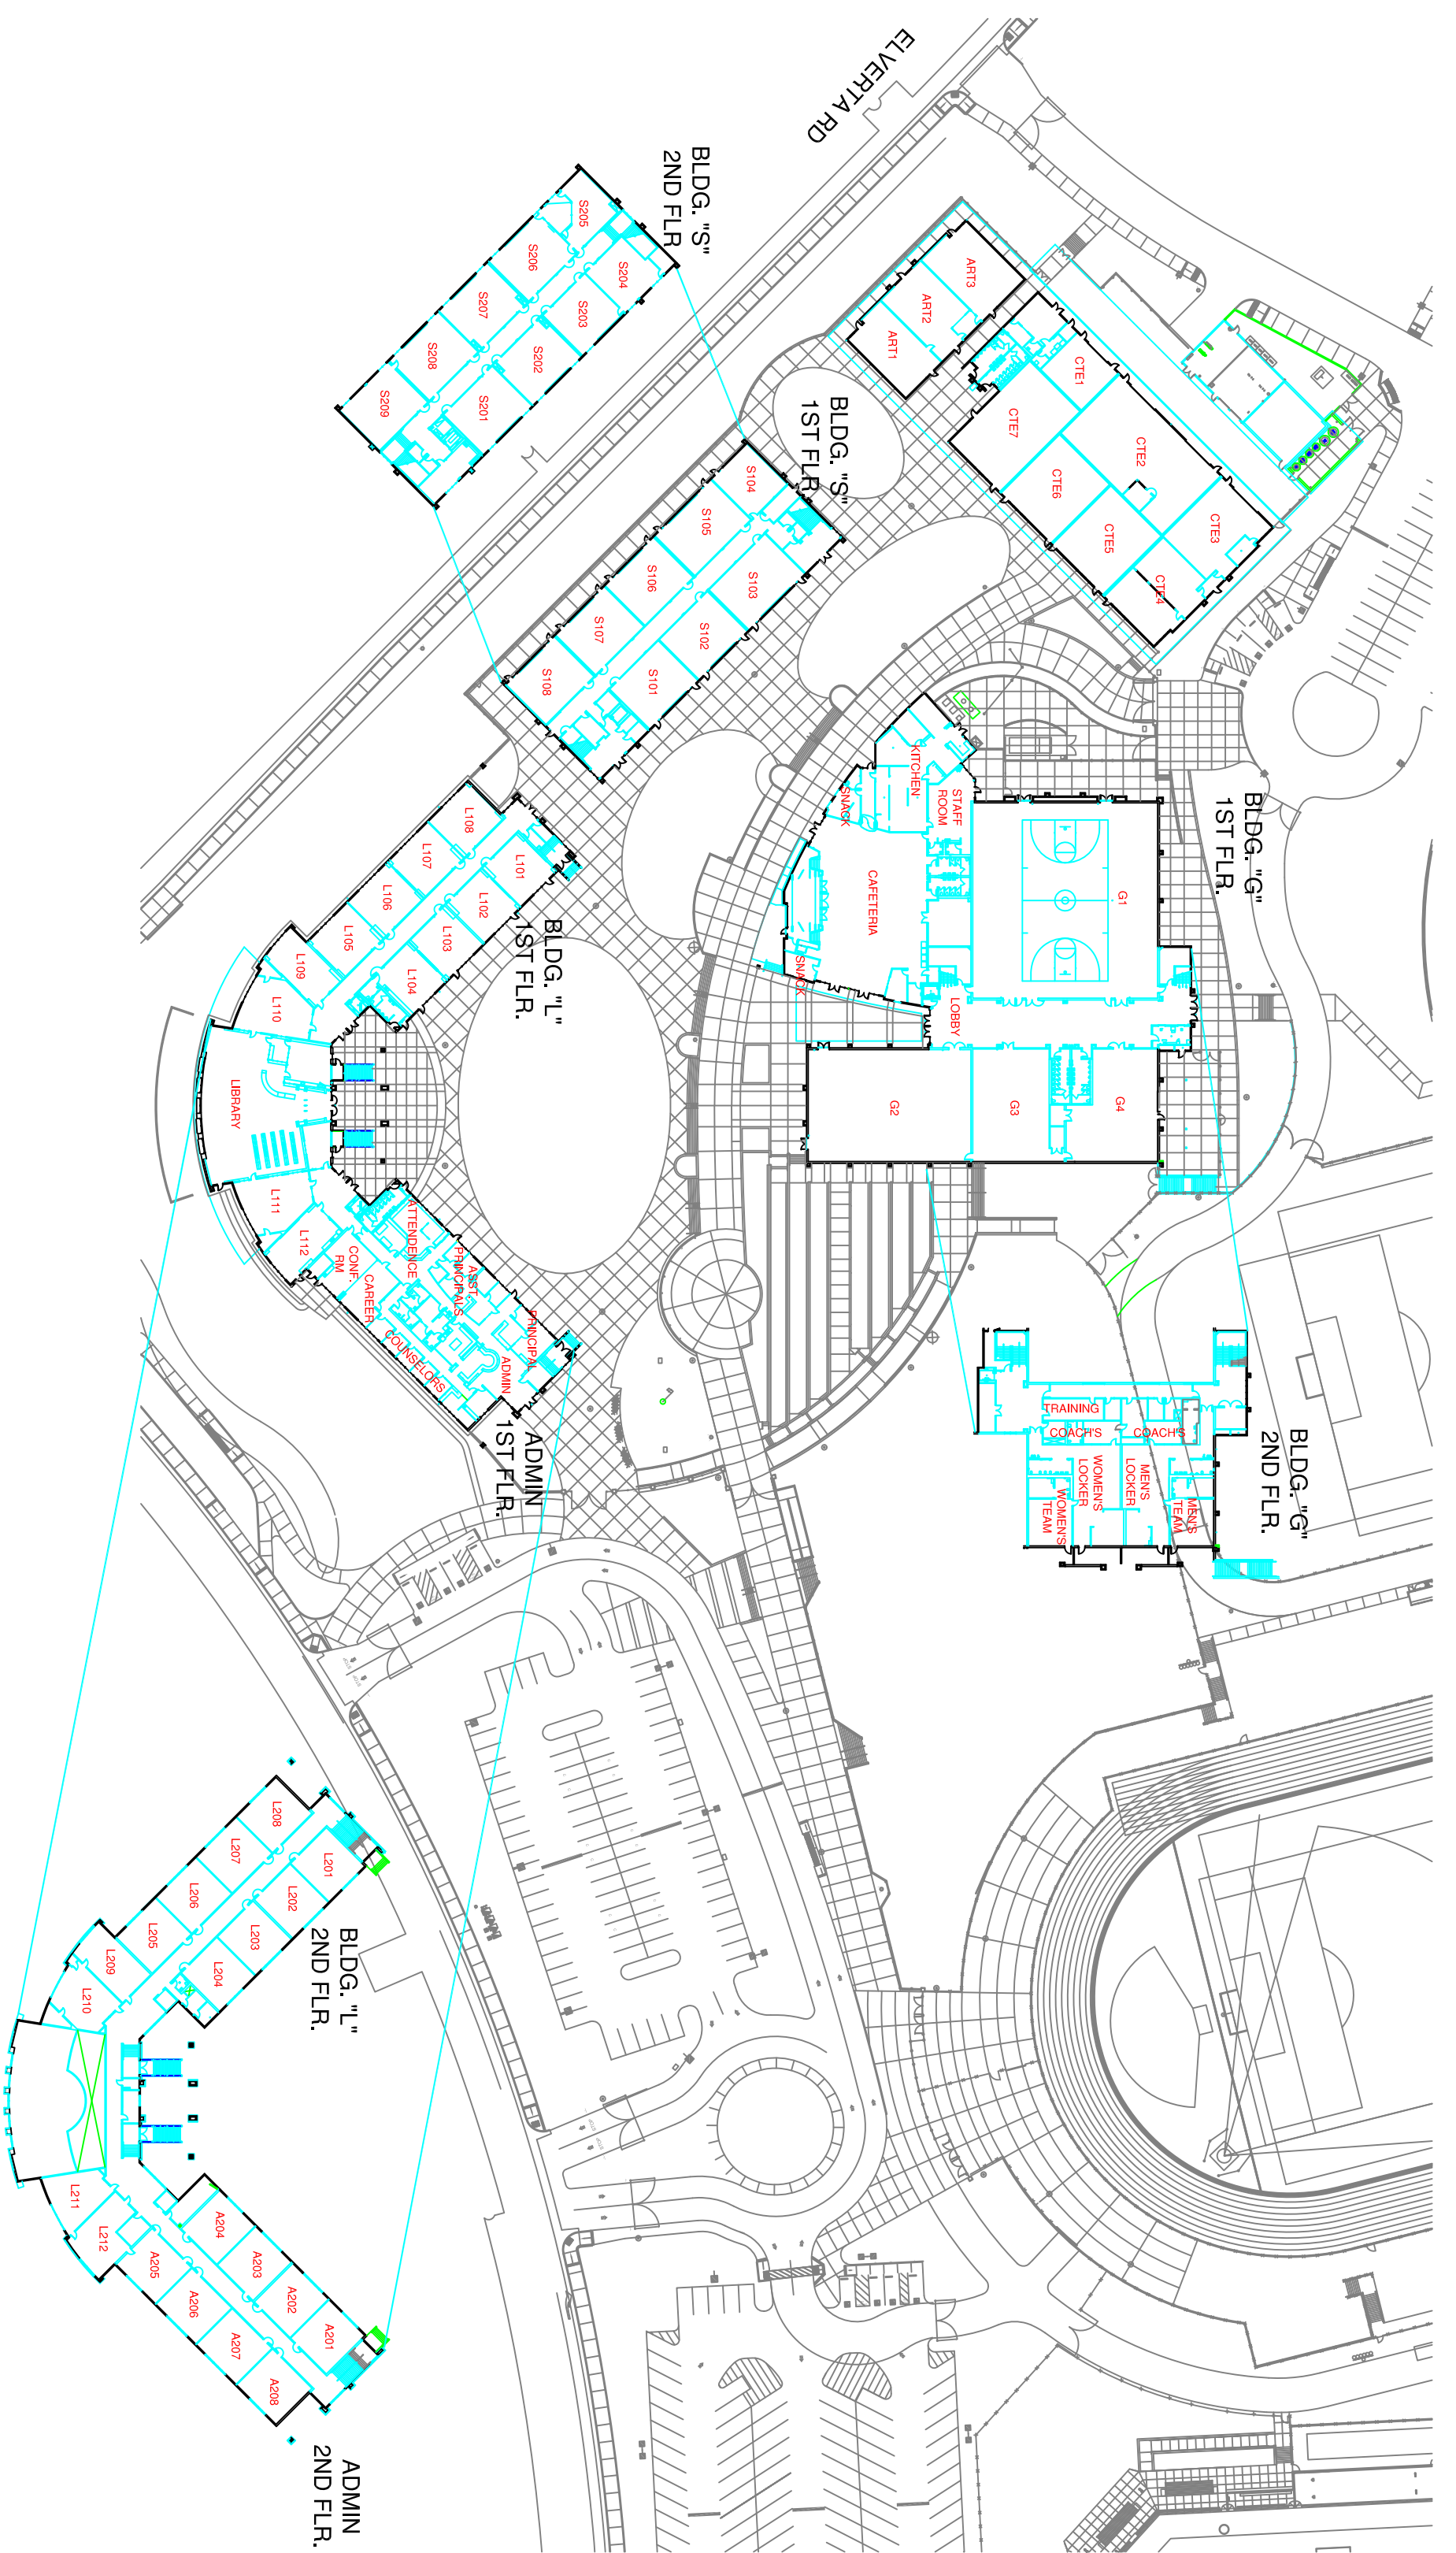 ELVERTA RD
BLDG. "S"
2ND FLR
S205
S206
S207
S208
S209
S204
S203
S202
S201
BLDG. "S"
1ST FLR
S104
S105
S106
S107
S108
S103
S102
S101
ART3
ART2
ART1
CTE1
CTE2
CTE3
CTE4
CTE5
CTE6
CTE7
BLDG. "G"
1ST FLR.
KITCHEN
STAFF
ROOM
SNACK
CAFETERIA
SNACK
LOBBY
G1
G2
G3
G4
BLDG. "L"
1ST FLR.
L108
L107
L106
L105
L101
L102
L103
L104
L109
L110
LIBRARY
L111
L112
ATTENDENCE
CONF.
RM
CAREER
ASST.
PRINCIPALS
COUNSELORS
PRINCIPAL
ADMIN
ADMIN
1ST FLR.
BLDG. "G"
2ND FLR.
TRAINING
COACH'S
COACH'S
WOMEN'S
LOCKER
MEN'S
LOCKER
WOMEN'S
TEAM
MEN'S
TEAM
BLDG. "L"
2ND FLR.
L208
L207
L206
L205
L201
L202
L203
L204
L209
L210
L211
L212
A204
A203
A202
A201
A205
A206
A207
A208
ADMIN
2ND FLR.